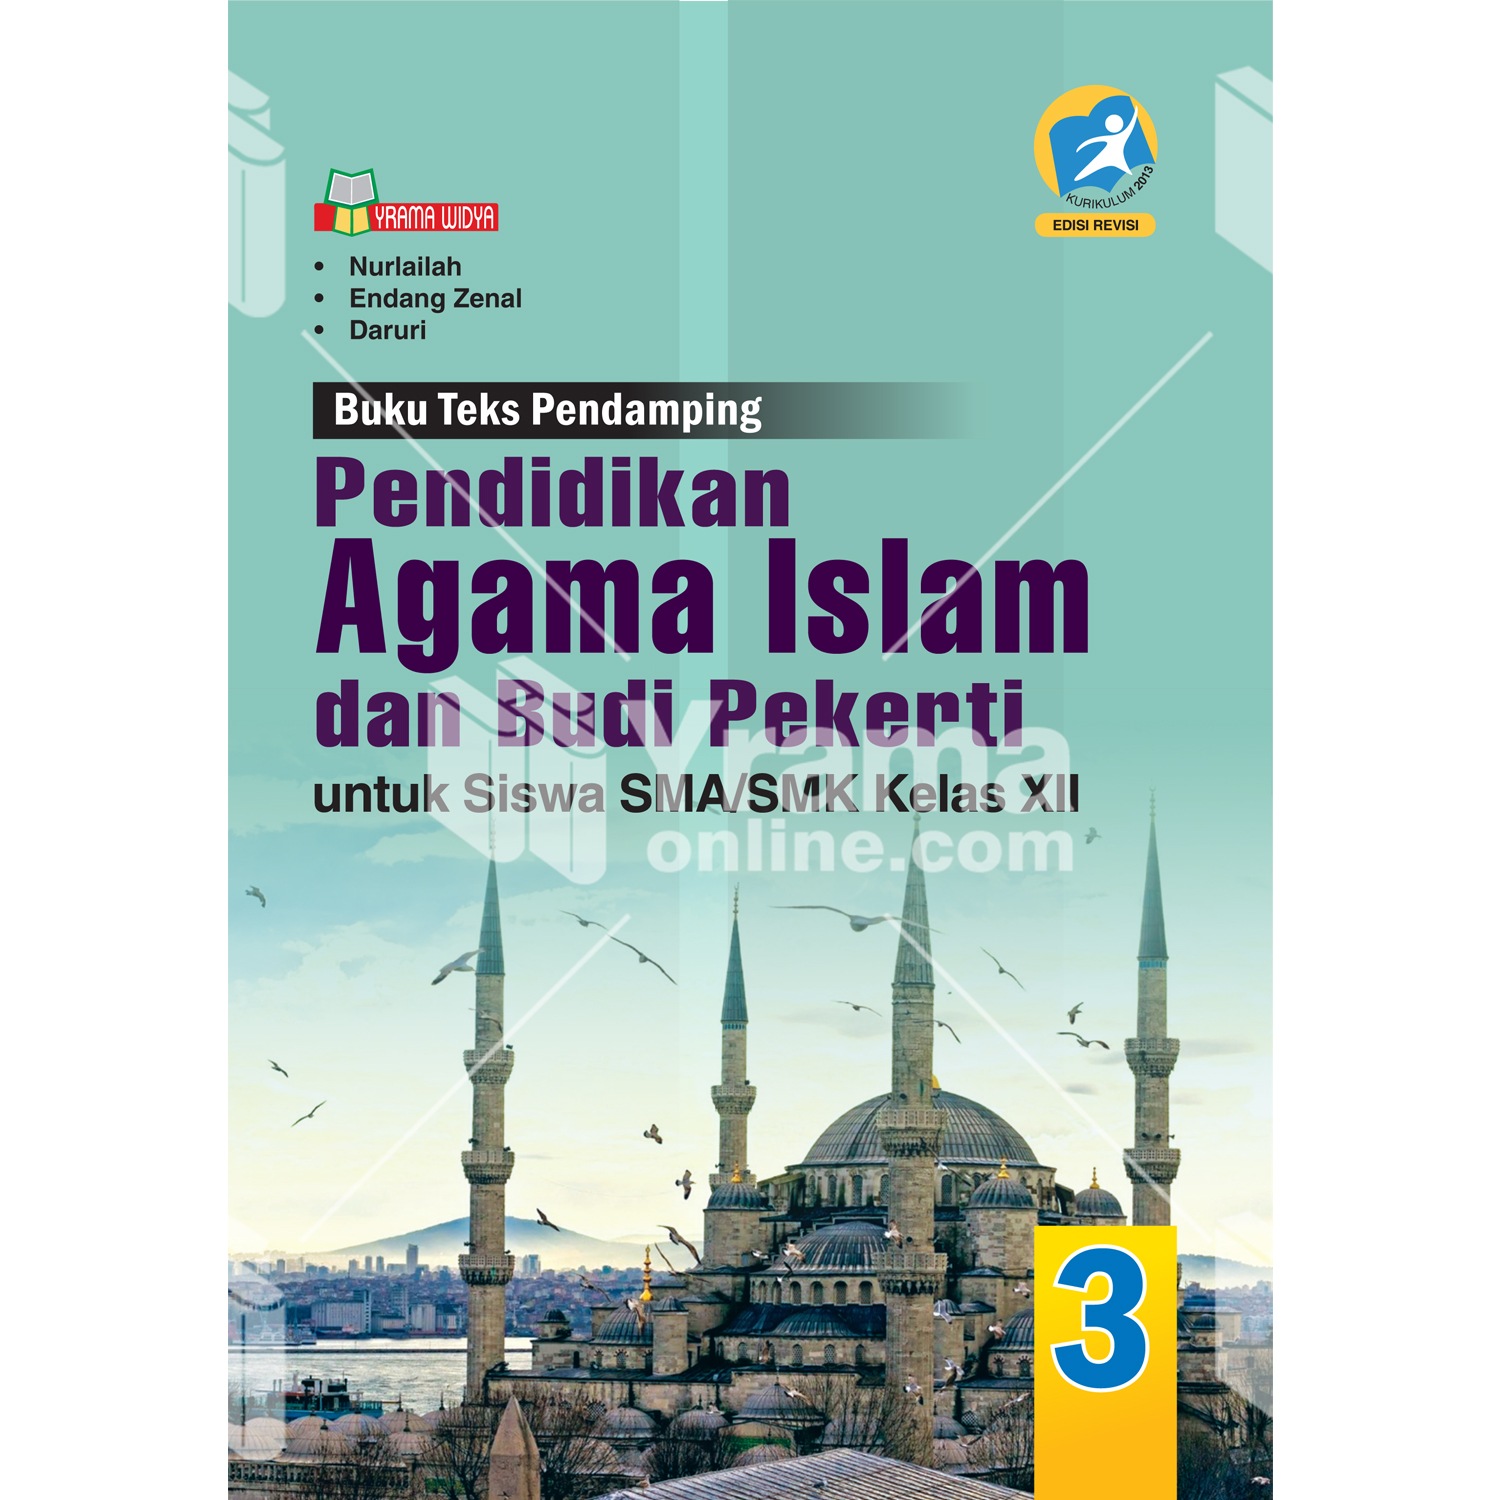 KURIKULUM 2013
EDISI REVISI
YRAMA WIDYA
• Nurlailah
• Endang Zenal
• Daruri
Buku Teks Pendamping
Pendidikan
Agama Islam
dan Budi Pekerti
untuk Siswa SMA/SMK Kelas XII
Yrama
online.com
3